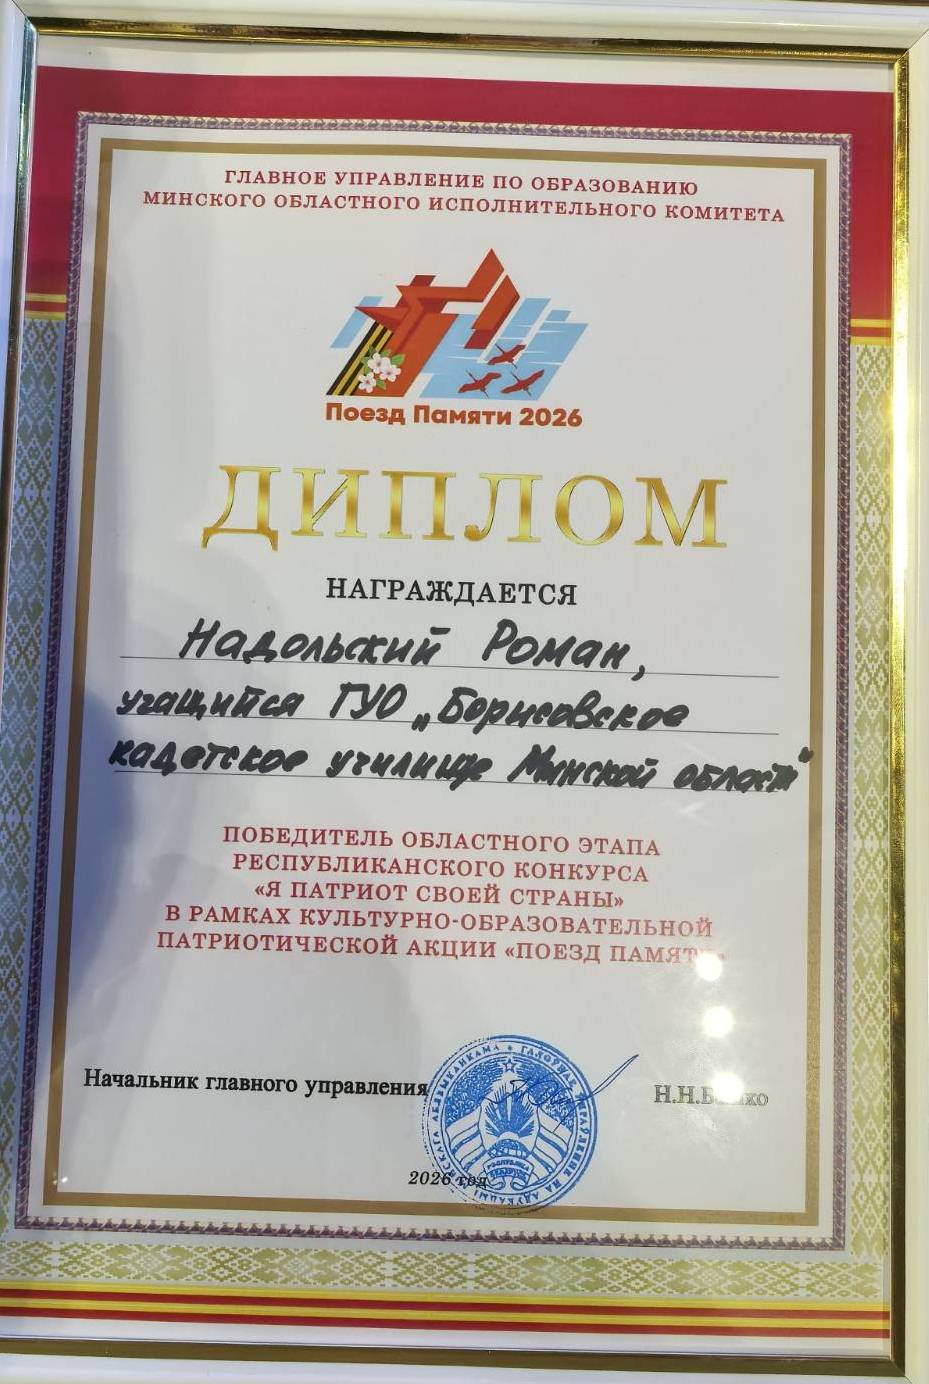 ГЛАВНОЕ УПРАВЛЕНИЕ ПО ОБРАЗОВАНИЮ
МИНСКОГО ОБЛАСТНОГО ИСПОЛНИТЕЛЬНОГО КОМИТЕТА
Поезд Памяти 2026
ДИПЛОМ
НАГРАЖДАЕТСЯ
Надольский Роман,
учащийся ГУО „Борисовское
кадетское училище Минской области"
ПОБЕДИТЕЛЬ ОБЛАСТНОГО ЭТАПА
РЕСПУБЛИКАНСКОГО КОНКУРСА
«Я ПАТРИОТ СВОЕЙ СТРАНЫ»
В РАМКАХ КУЛЬТУРНО-ОБРАЗОВАТЕЛЬНОЙ
ПАТРИОТИЧЕСКОЙ АКЦИИ «ПОЕЗД ПАМЯТИ»
Начальник главного управления
Н.Н.
2026 год
РЭСПУБЛІКА
БЕЛАРУСЬ